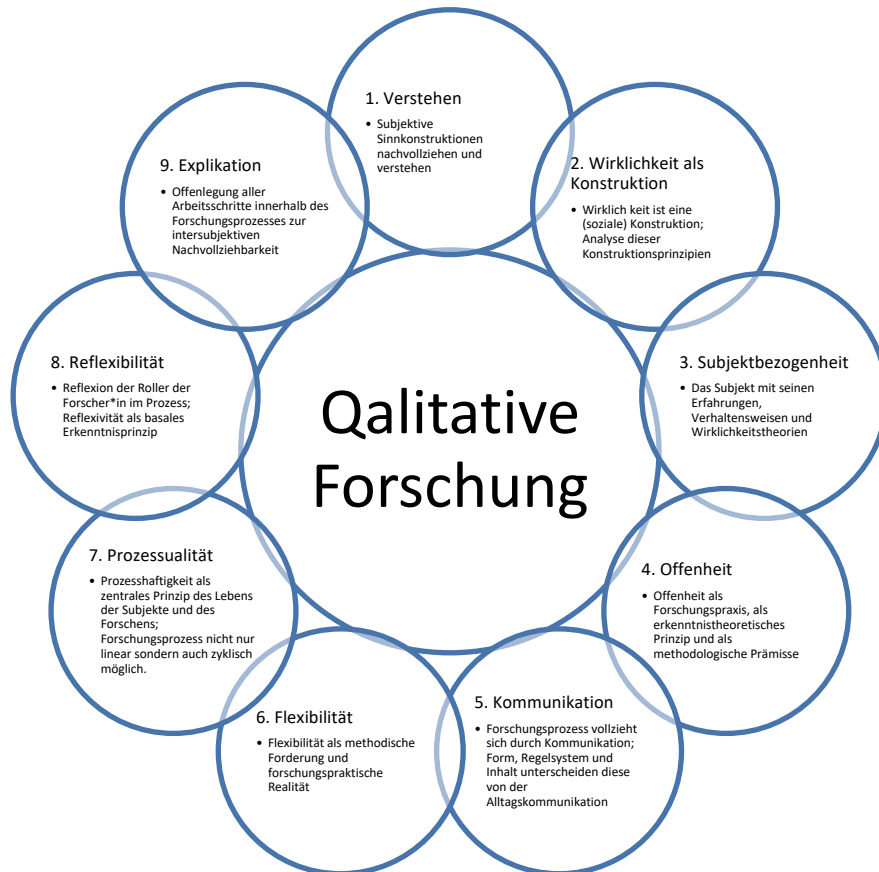 1. Verstehen
• Subjektive
Sinnkonstruktionen
nachvollziehen und
verstehen
2. Wirklichkeit als
Konstruktion
• Wirklich keit ist eine
(soziale) Konstruktion;
Analyse dieser
Konstruktionsprinzipien
3. Subjektbezogenheit
• Das Subjekt mit seinen
Erfahrungen,
Verhaltensweisen und
Wirklichkeitstheorien
4. Offenheit
• Offenheit als
Forschungspraxis, als
erkenntnistheoretisches
Prinzip und als
methodologische Prämisse
5. Kommunikation
• Forschungsprozess vollzieht
sich durch Kommunikation;
Form, Regelsystem und
Inhalt unterscheiden diese
von der
Alltagskommunikation
6. Flexibilität
• Flexibilität als methodische
Forderung und
forschungspraktische
Realität
7. Prozessualität
• Prozesshaftigkeit als
zentrales Prinzip des Lebens
der Subjekte und des
Forschens;
Forschungsprozess nicht nur
linear sondern auch zyklisch
möglich.
8. Reflexibilität
• Reflexion der Roller der
Forscher*in im Prozess;
Reflexivität als basales
Erkenntnisprinzip
9. Explikation
• Offenlegung aller
Arbeitsschritte innerhalb des
Forschungsprozesses zur
intersubjektiven
Nachvollziehbarkeit
Qalitative
Forschung